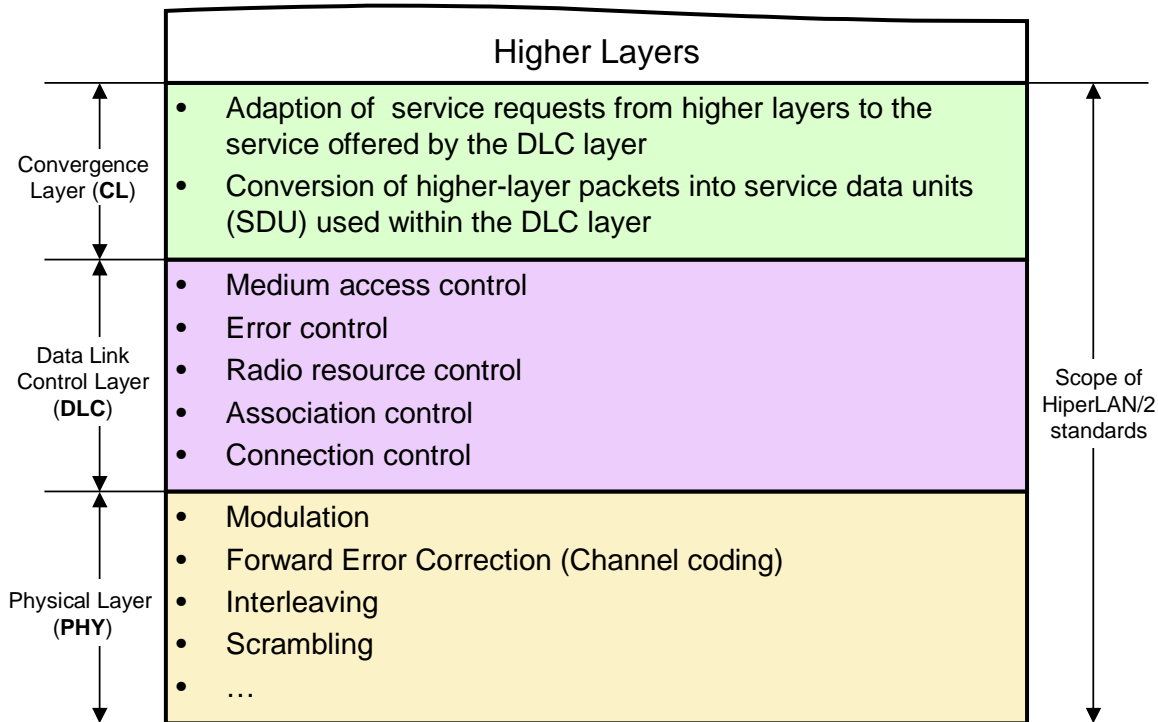 Higher Layers
Convergence
Layer (CL)
• Adaption of service requests from higher layers to the
service offered by the DLC layer
• Conversion of higher-layer packets into service data units
(SDU) used within the DLC layer
Data Link
Control Layer
(DLC)
• Medium access control
• Error control
• Radio resource control
• Association control
• Connection control
Scope of
HiperLAN/2
standards
Physical Layer
(PHY)
• Modulation
• Forward Error Correction (Channel coding)
• Interleaving
• Scrambling
• …